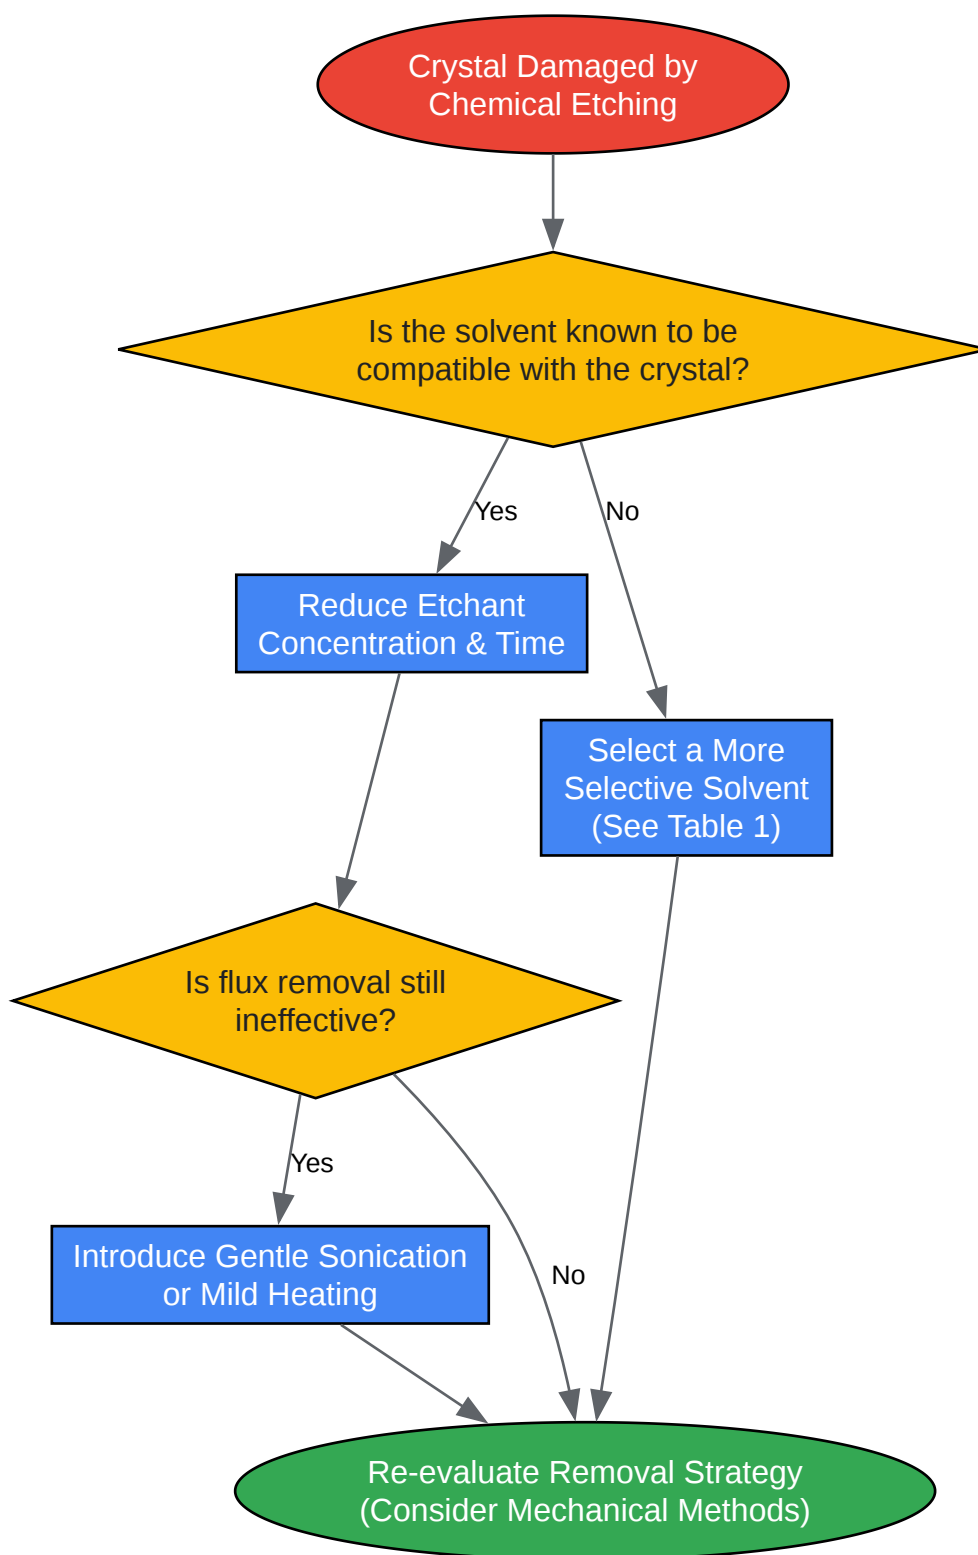 Crystal Damaged by
Chemical Etching
Is the solvent known to be
compatible with the crystal?
Yes
No
Reduce Etchant
Concentration & Time
Select a More
Selective Solvent
(See Table 1)
Is flux removal still
ineffective?
Yes
Introduce Gentle Sonication
or Mild Heating
No
Re-evaluate Removal Strategy
(Consider Mechanical Methods)